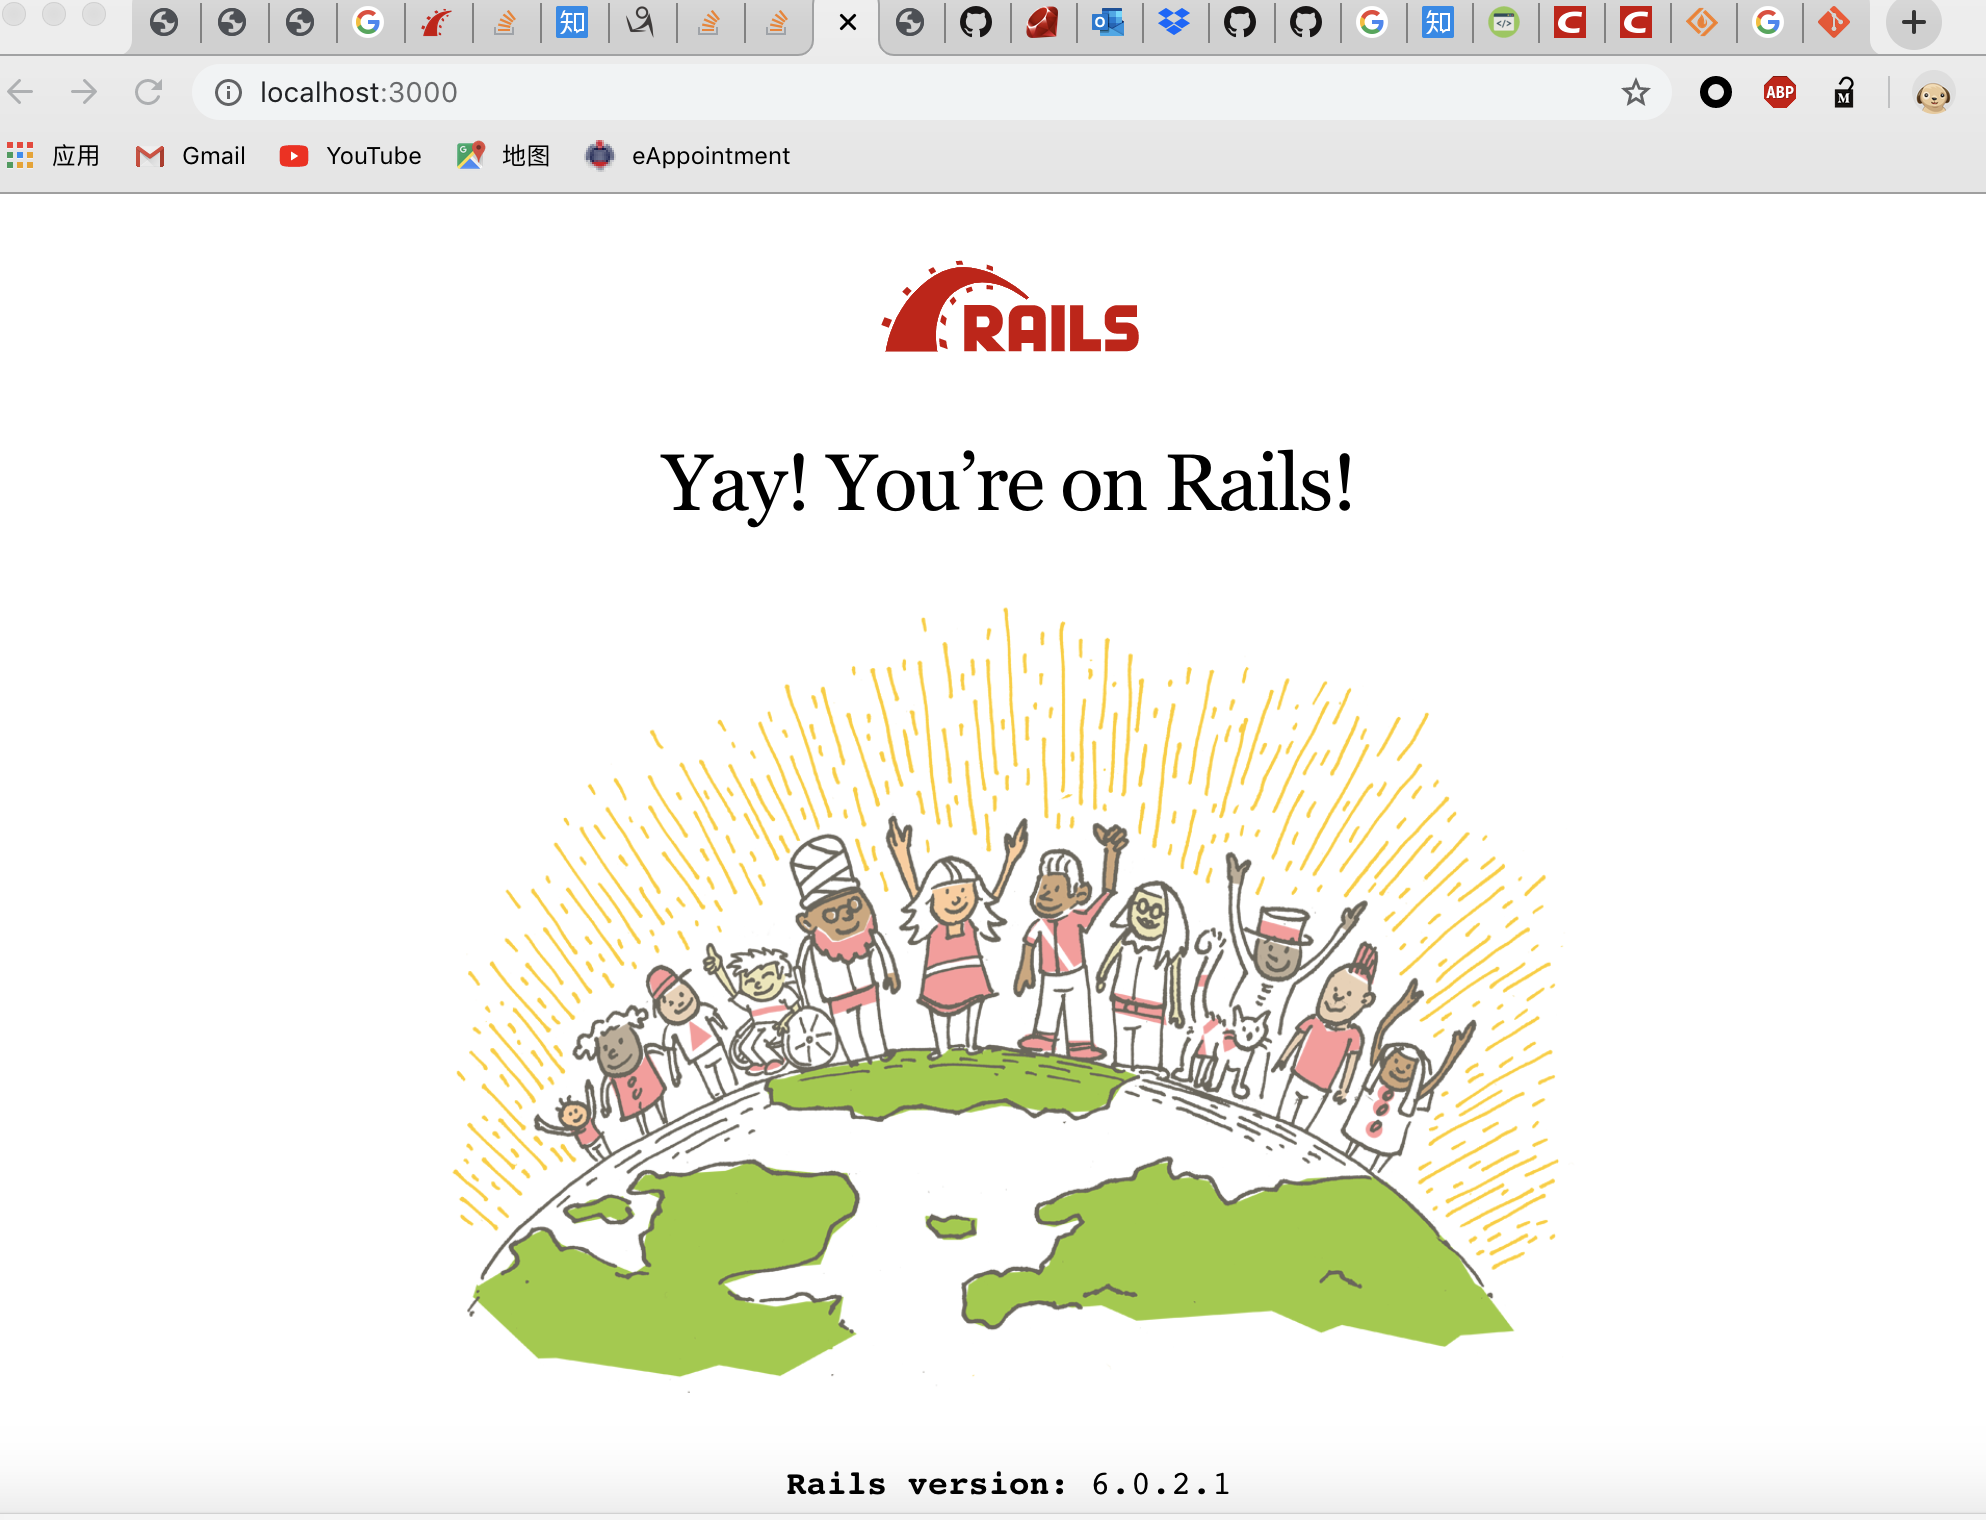 知
知
localhost:3000
ABP
M
应用
Gmail
YouTube
地图
eAppointment
RAILS
Yay! You’re on Rails!
Rails version: 6.0.2.1